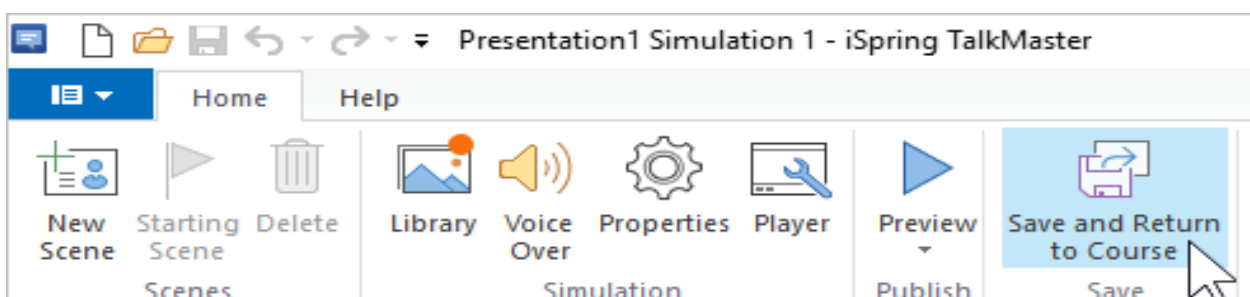 Presentation1 Simulation 1 - iSpring TalkMaster
Home Help
New Starting Delete Library Voice Properties Player Preview Save and Return
Scene Scene Over to Course
Scenes Simulation Publish Save